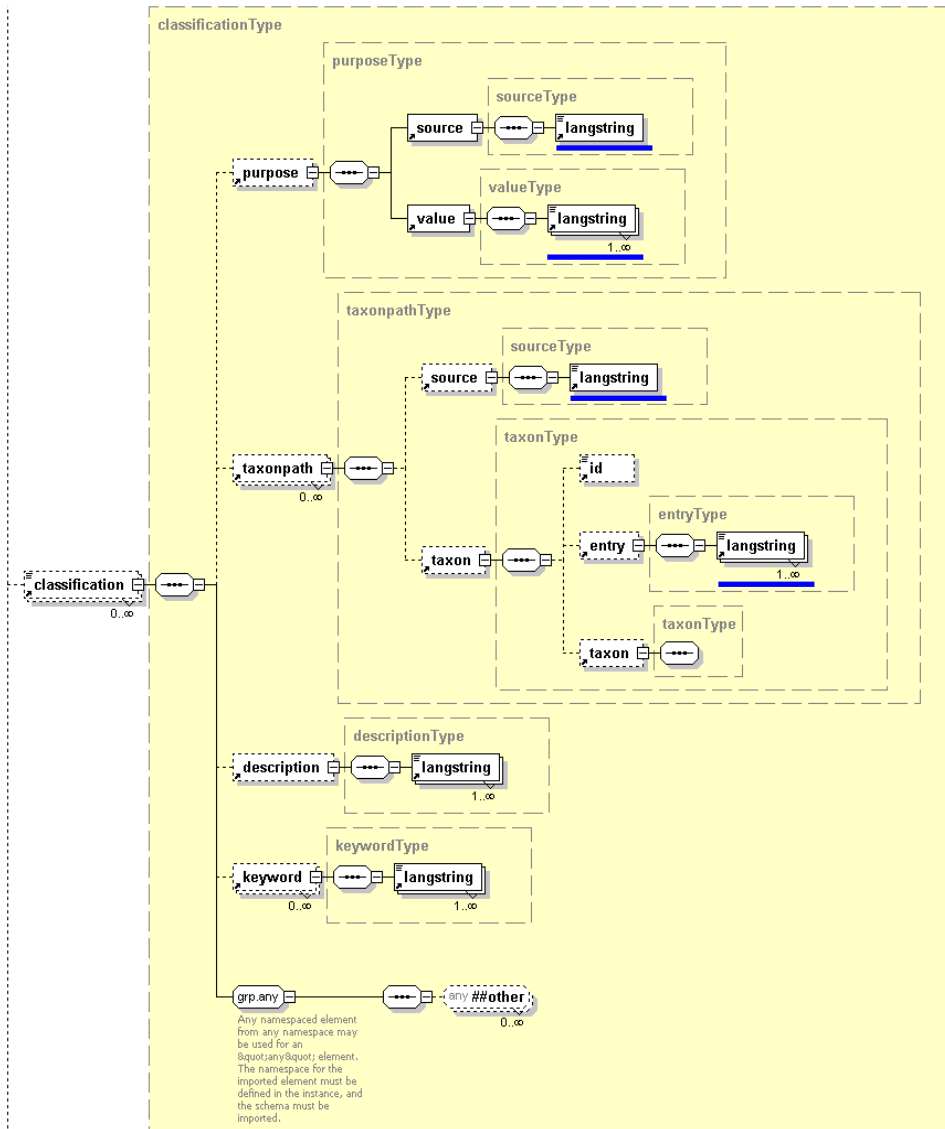 classificationType
purposeType
sourceType
source
langstring
purpose
valueType
value
langstring
1..∞
taxonpathType
sourceType
source
langstring
taxonType
taxonpath
0..∞
id
entryType
entry
langstring
1..∞
taxon
classification
0..∞
taxonType
taxon
descriptionType
description
langstring
1..∞
keywordType
keyword
langstring
0..∞
1..∞
grp.any
any ##other
0..∞
Any namespaced element
from any namespace may
be used for an
&quot;any&quot; element.
The namespace for the
imported element must be
defined in the instance, and
the schema must be
imported.